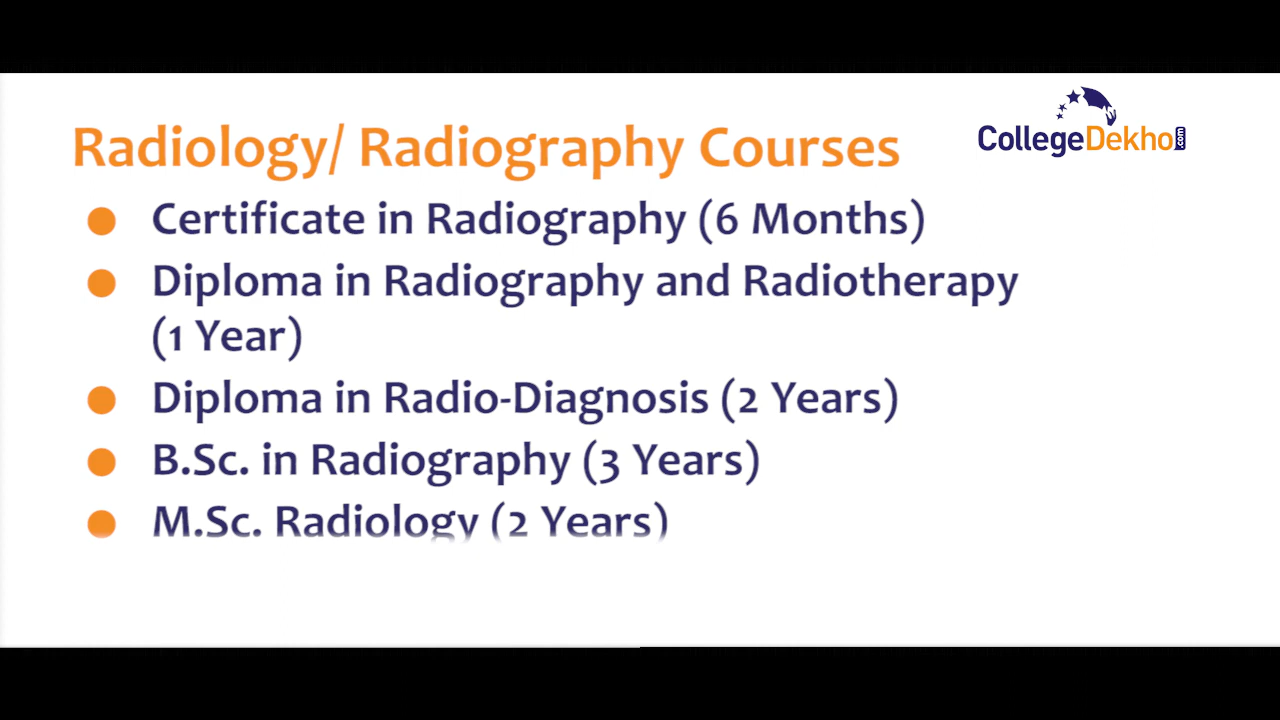 CollegeDekho.com
Radiology/ Radiography Courses
Certificate in Radiography (6 Months)
Diploma in Radiography and Radiotherapy
(1 Year)
Diploma in Radio-Diagnosis (2 Years)
B.Sc. in Radiography (3 Years)
M.Sc. Radiology (2 Years)